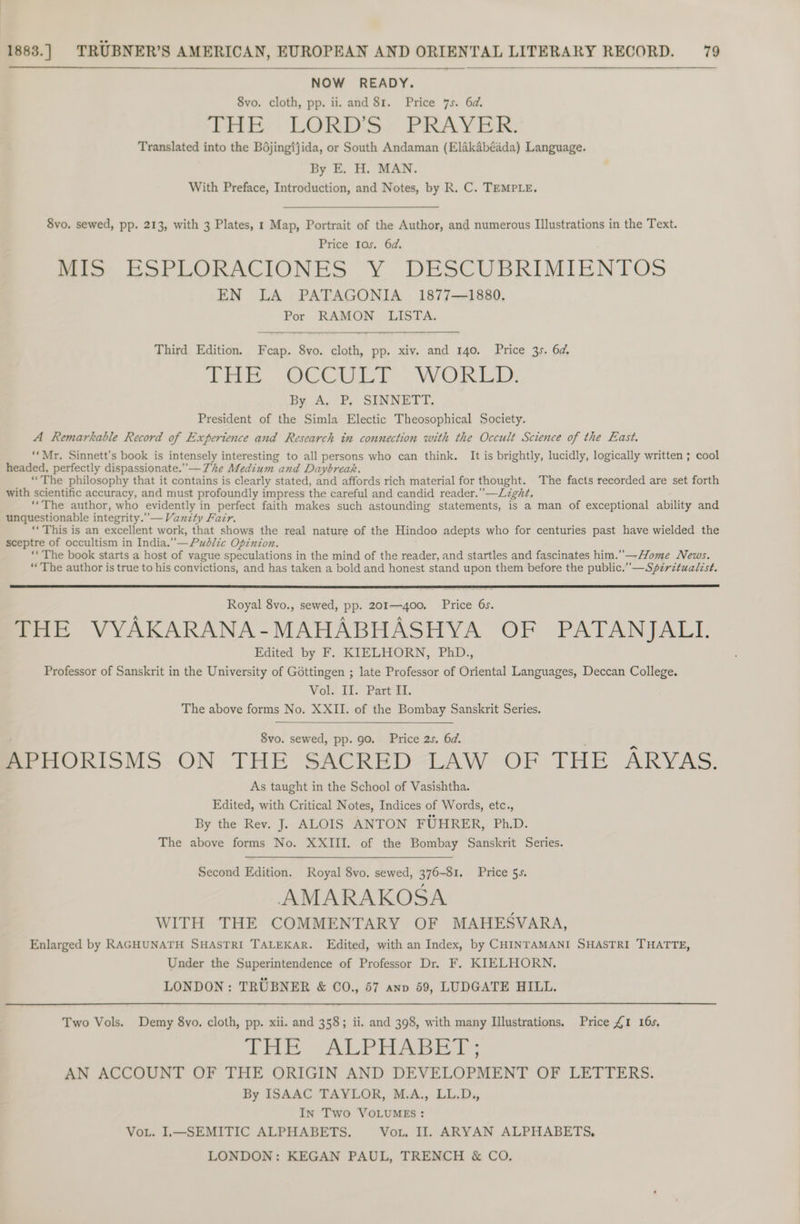 1883.] TRÜBNER'S AMERICAN, EUROPEAN AND ORIENTAL LITERARY RECORD. 79
NOW READY.
8vo. cloth, pp. ii. and 81. Price 7s. 6d.
THE LORD'S PRAYER.
Translated into the Bôjingîjida, or South Andaman (Elâkâbêada) Language.
By E. H. MAN.
With Preface, Introduction, and Notes, by R. C. TEMPLE.
8vo. sewed, pp. 213, with 3 Plates, 1 Map, Portrait of the Author, and numerous Illustrations in the Text.
Price 10s. 6d.
MIS ESPLORACIONES Y DESCUBRIMIENTOS
EN LA PATAGONIA 1877—1880.
Por RAMON LISTA.
Third Edition. Fcap. 8vo. cloth, pp. xiv. and 140. Price 3s. 6d.
THE OCCULT WORLD.
By A. P. SINNETT.
President of the Simla Electic Theosophical Society.
A Remarkable Record of Experience and Research in connection with the Occult Science of the East.
"Mr. Sinnett's book is intensely interesting to all persons who can think. It is brightly, lucidly, logically written; cool
headed, perfectly dispassionate."—The Medium and Daybreak.
"The philosophy that it contains is clearly stated, and affords rich material for thought. The facts recorded are set forth
with scientific accuracy, and must profoundly impress the careful and candid reader."—Light.
"The author, who evidently in perfect faith makes such astounding statements, is a man of exceptional ability and
unquestionable integrity."—Vanity Fair.
"This is an excellent work, that shows the real nature of the Hindoo adepts who for centuries past have wielded the
sceptre of occultism in India."—Public Opinion.
"The book starts a host of vague speculations in the mind of the reader, and startles and fascinates him."—Home News.
"The author is true to his convictions, and has taken a bold and honest stand upon them before the public."—Spiritualist.
Royal 8vo., sewed, pp. 201—400. Price 6s.
THE VYÂKARANA-MAHÂBHÂSHYA OF PATANJALI.
Edited by F. KIELHORN, PhD.,
Professor of Sanskrit in the University of Göttingen; late Professor of Oriental Languages, Deccan College.
Vol. II. Part II.
The above forms No. XXII. of the Bombay Sanskrit Series.
8vo. sewed, pp. 90. Price 2s. 6d.
APHORISMS ON THE SACRED LAW OF THE ÂRYAS.
As taught in the School of Vasishtha.
Edited, with Critical Notes, Indices of Words, etc.,
By the Rev. J. ALOIS ANTON FÜHRER, Ph.D.
The above forms No. XXIII. of the Bombay Sanskrit Series.
Second Edition. Royal 8vo. sewed, 376-81. Price 5s.
AMARAKOŚA
WITH THE COMMENTARY OF MAHEŚVARA,
Enlarged by RAGHUNATH SHASTRI TALEKAR. Edited, with an Index, by CHINTAMANI SHASTRI THATTE,
Under the Superintendence of Professor Dr. F. KIELHORN.
LONDON: TRÜBNER & CO., 57 AND 59, LUDGATE HILL.
Two Vols. Demy 8vo. cloth, pp. xii. and 358; ii. and 398, with many Illustrations. Price £1 16s.
THE ALPHABET;
AN ACCOUNT OF THE ORIGIN AND DEVELOPMENT OF LETTERS.
By ISAAC TAYLOR, M.A., LL.D.,
IN TWO VOLUMES:
VOL. I.—SEMITIC ALPHABETS. VOL. II. ARYAN ALPHABETS.
LONDON: KEGAN PAUL, TRENCH & CO.